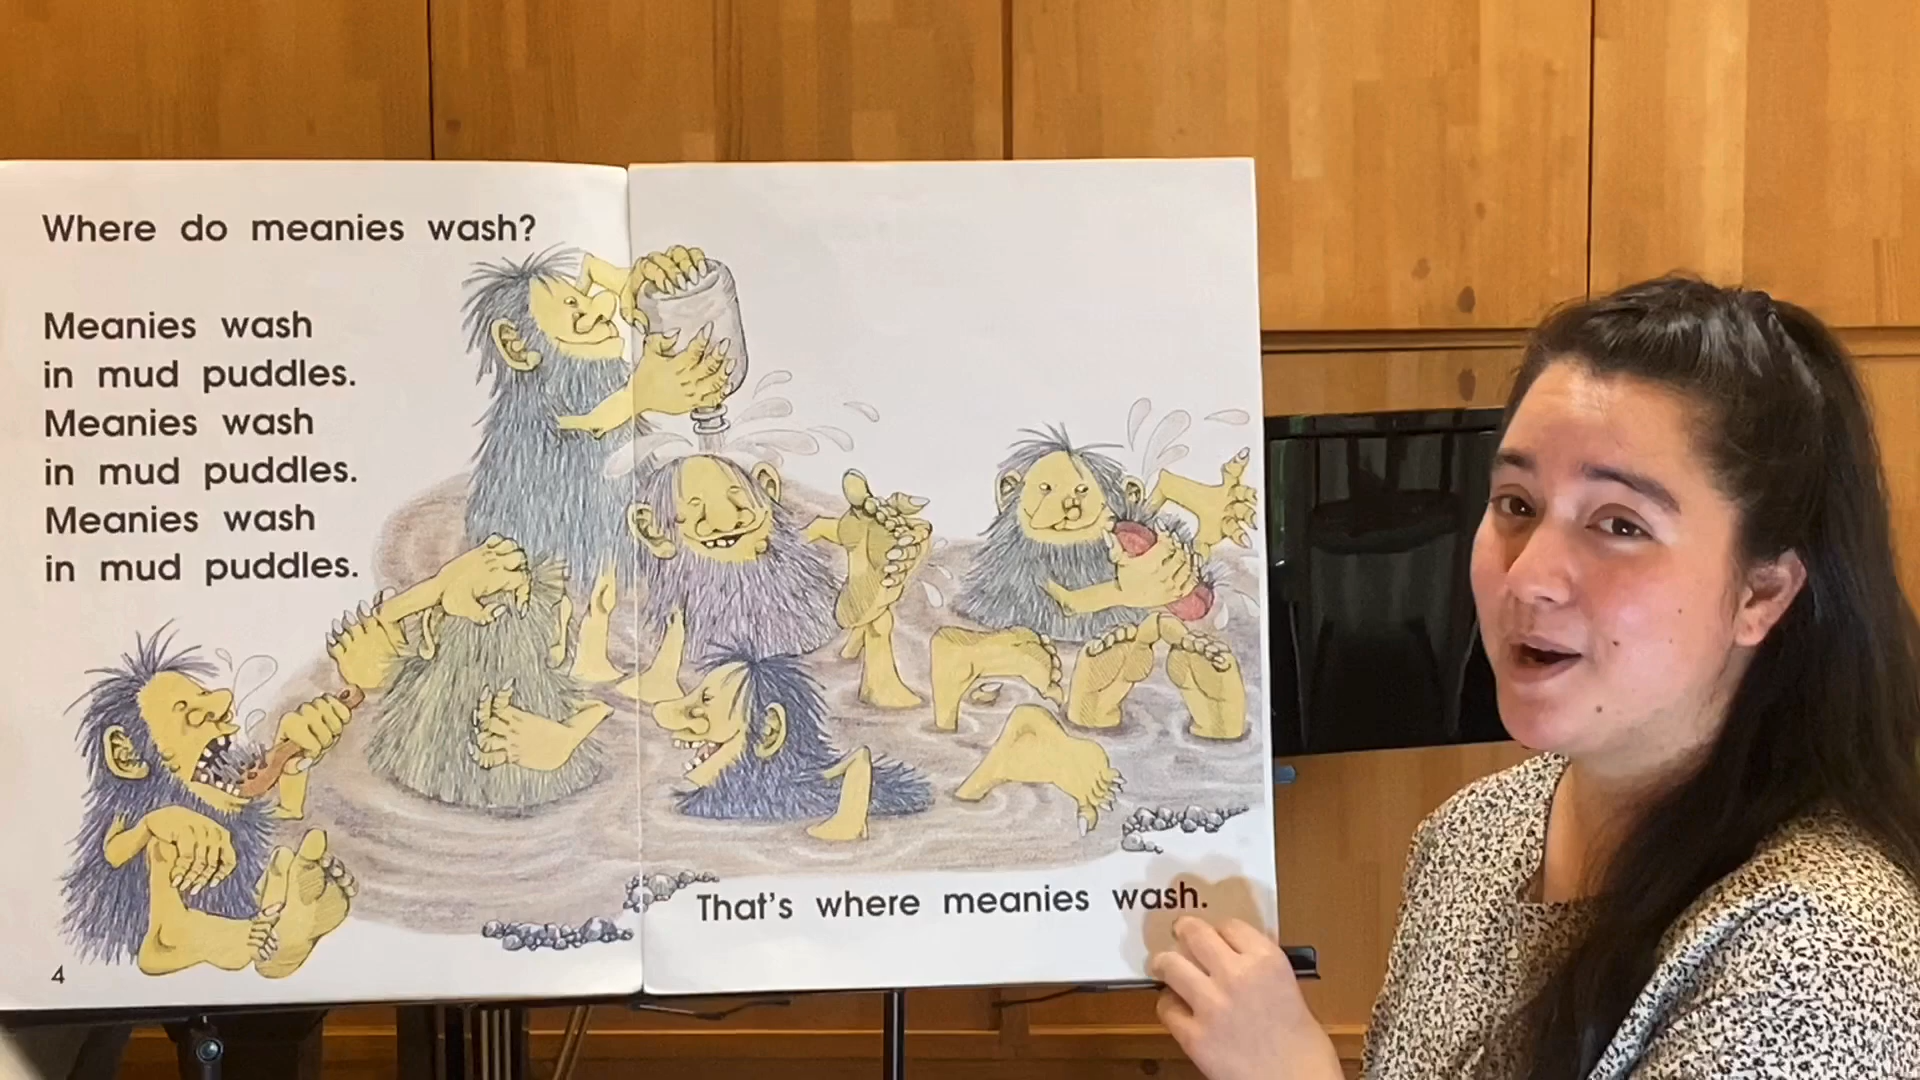 Where do meanies wash?
Meanies wash
in mud puddles.
Meanies wash
in mud puddles.
Meanies wash
in mud puddles.
That's where meanies wash.
4